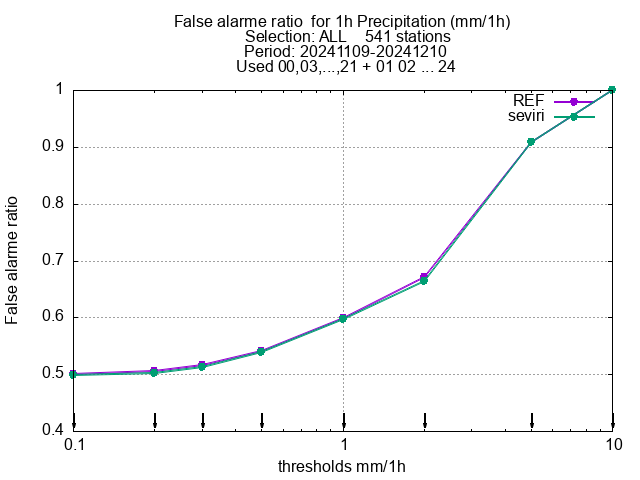 False alarme ratio  for 1h Precipitation (mm/1h)
Selection: ALL    541 stations
Period: 20241109-20241210
Used 00,03,...,21 + 01 02 ... 24
REF
seviri
1
0.9
0.8
0.7
0.6
0.5
0.4
False alarme ratio
0.1
1
10
thresholds mm/1h